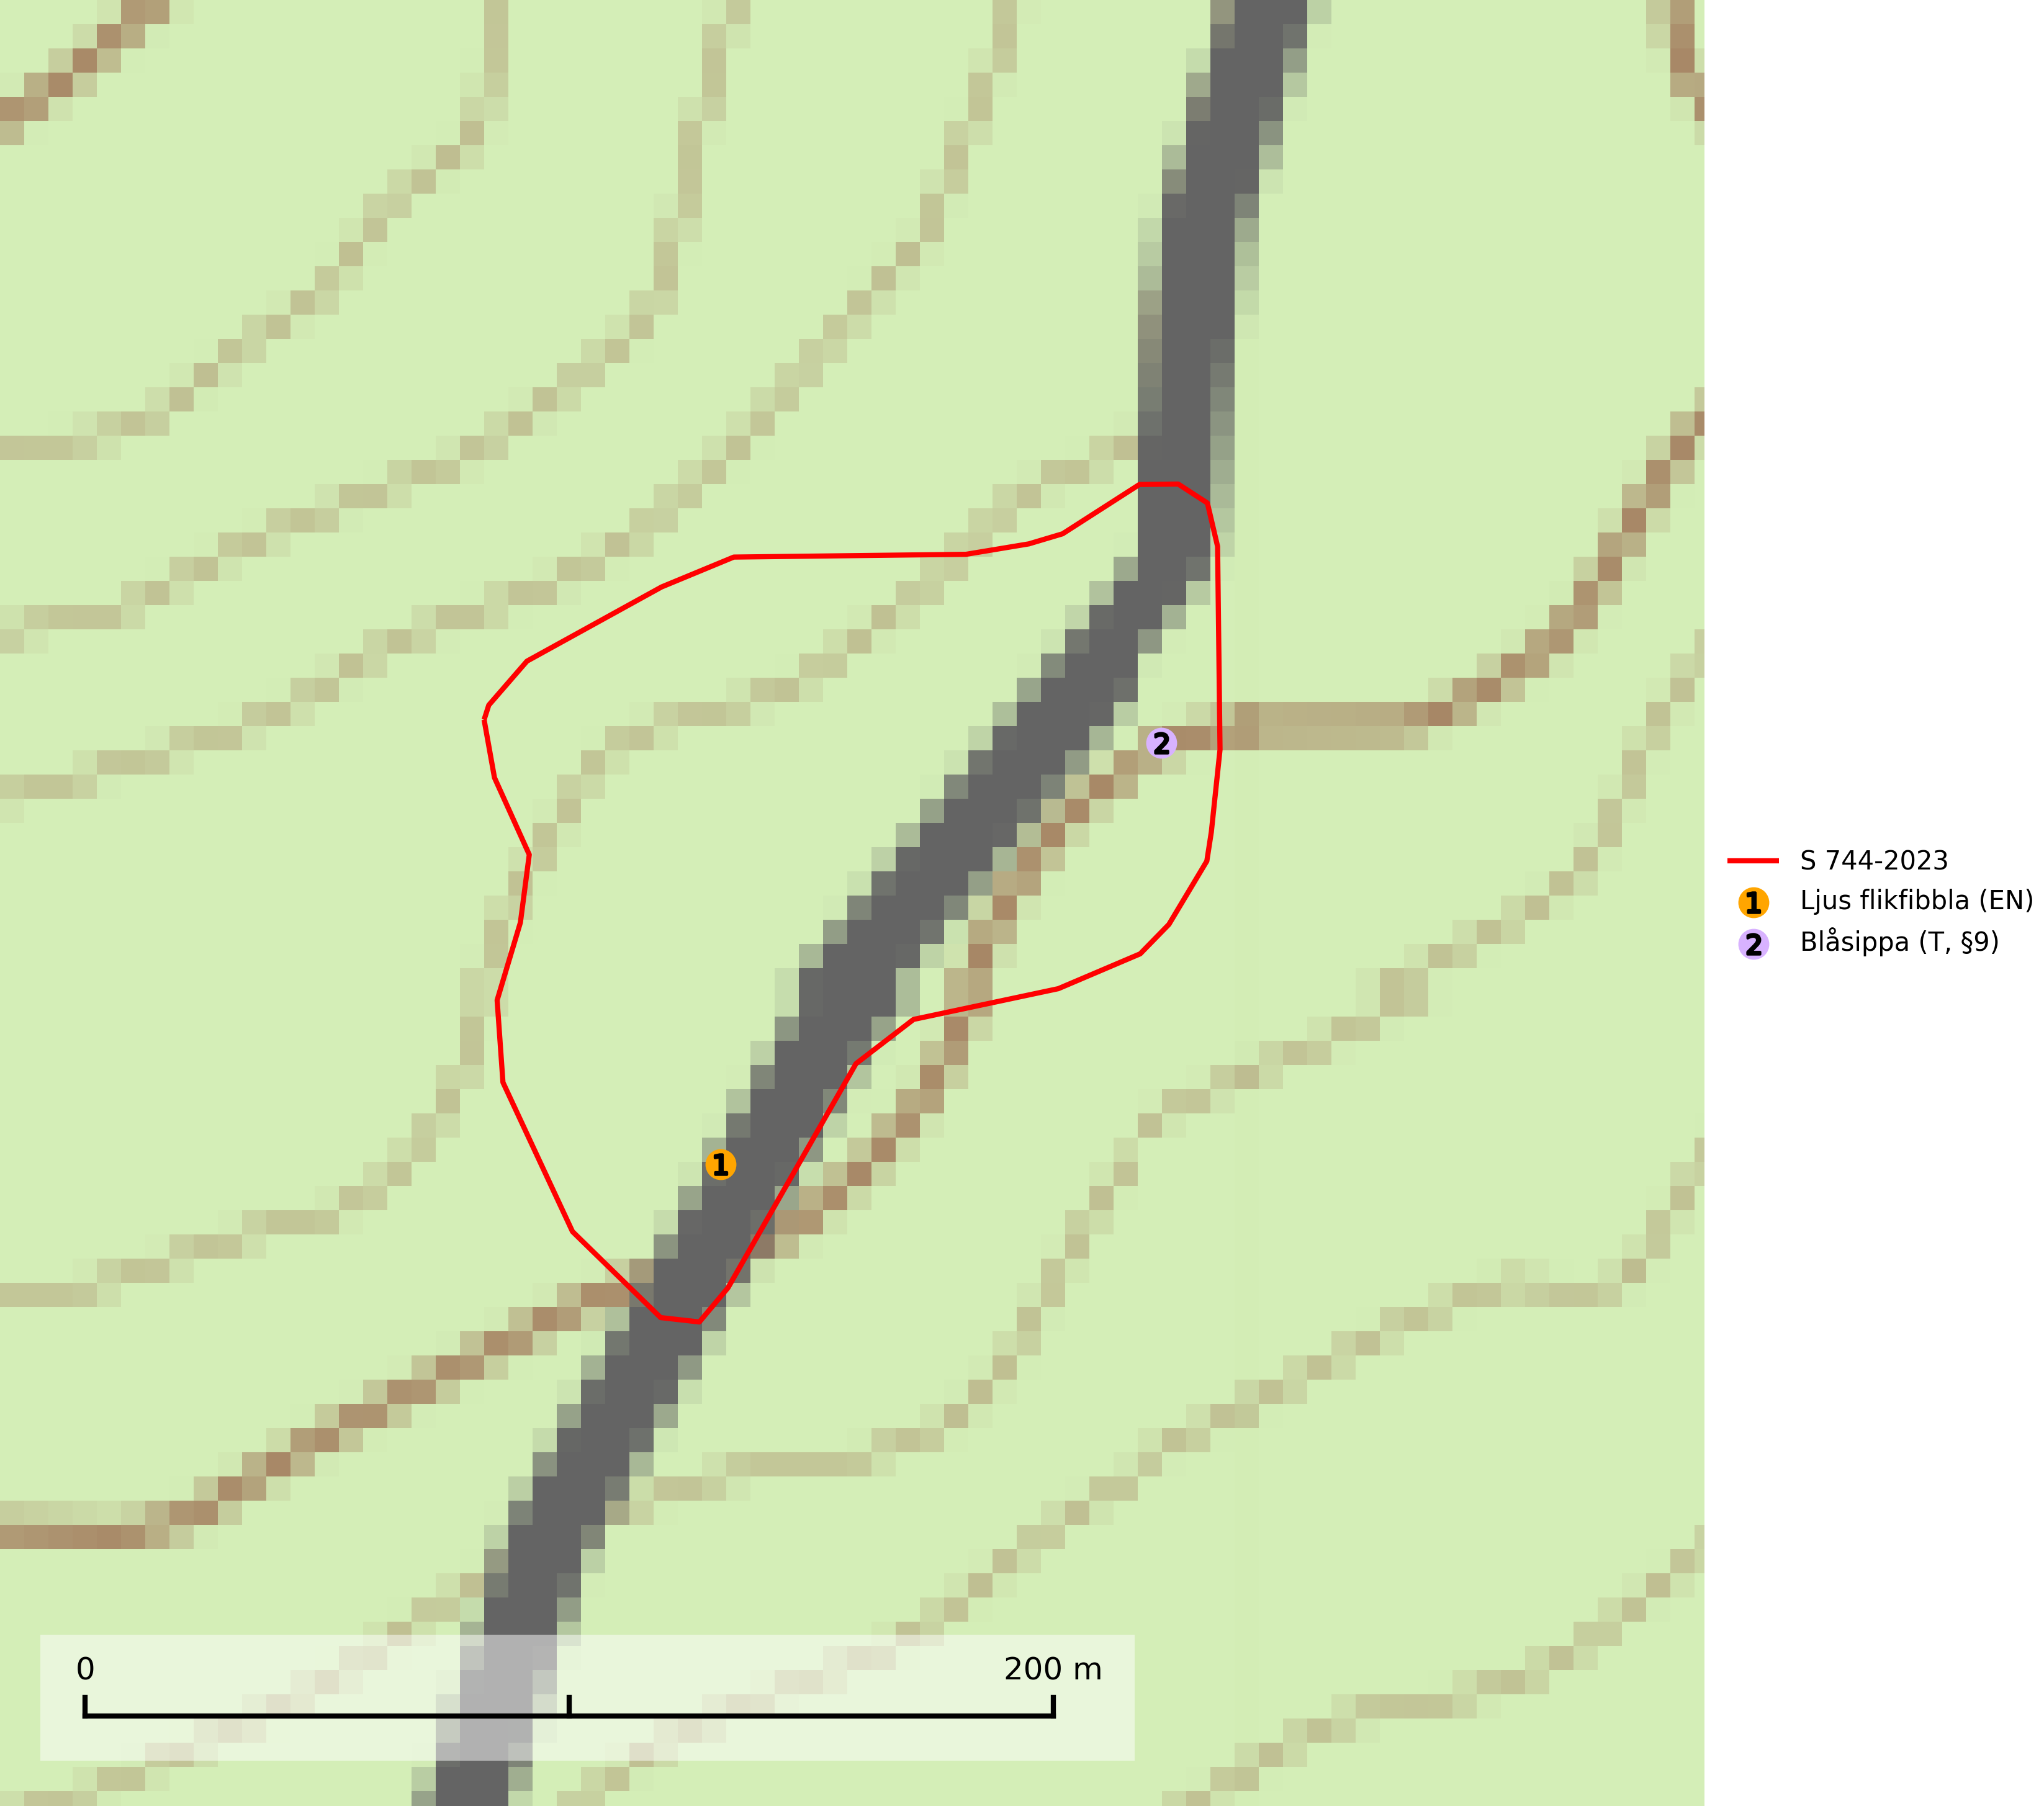 2
1
S 744-2023
1 Ljus flikfibbla (EN)
2 Blåsippa (T, §9)
0 200 m